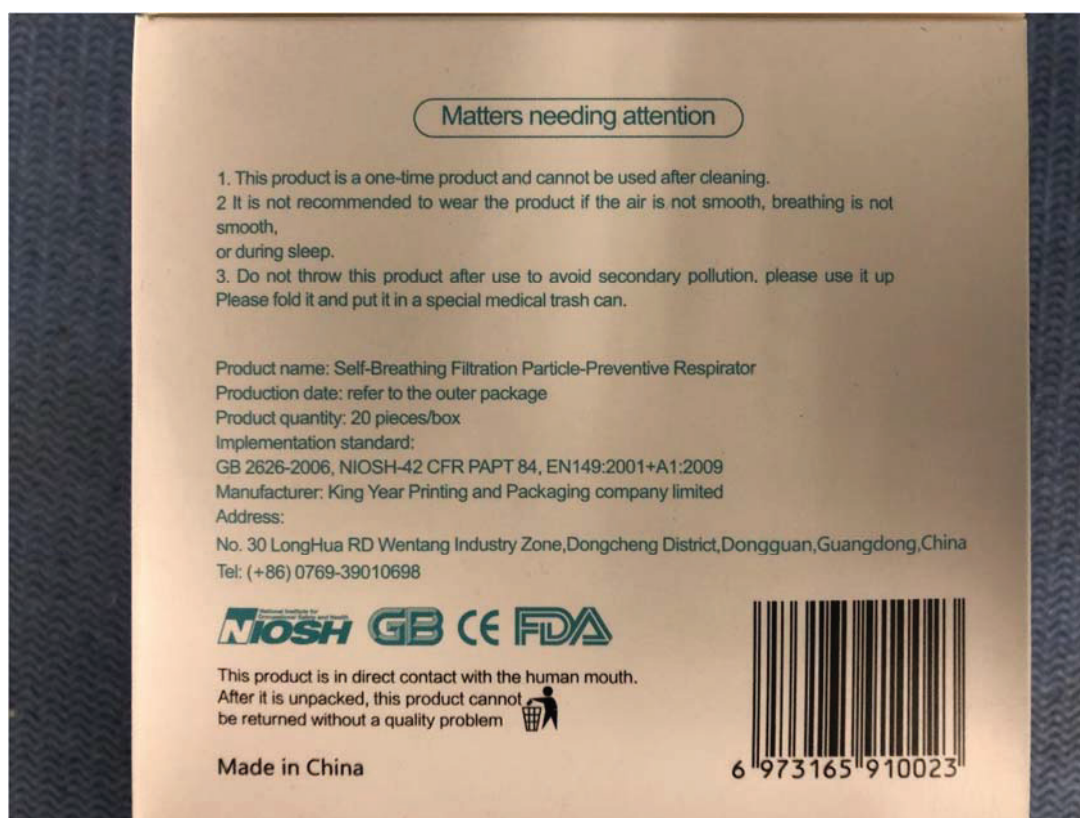 Matters needing attention
1. This product is a one-time product and cannot be used after cleaning.
2 It is not recommended to wear the product if the air is not smooth, breathing is not
smooth,
or during sleep.
3. Do not throw this product after use to avoid secondary pollution. please use it up
Please fold it and put it in a special medical trash can.
Product name: Self-Breathing Filtration Particle-Preventive Respirator
Production date: refer to the outer package
Product quantity: 20 pieces/box
Implementation standard:
GB 2626-2006, NIOSH-42 CFR PAPT 84, EN149:2001+A1:2009
Manufacturer: King Year Printing and Packaging company limited
Address:
No. 30 LongHua RD Wentang Industry Zone,Dongcheng District,Dongguan,Guangdong,China
Tel: (+86) 0769-39010698
National Institute for
Occupational Safety and Health
NIOSH GB CE FDA
This product is in direct contact with the human mouth.
After it is unpacked, this product cannot
be returned without a quality problem
Made in China
6 973165 910023